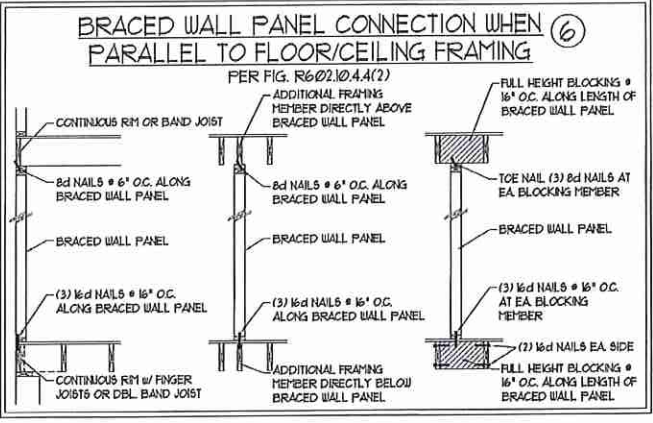 BRACED WALL PANEL CONNECTION WHEN
6
PARALLEL TO FLOOR/CEILING FRAMING
PER FIG. R602.10.4.4(2)
CONTINUOUS RIM OR BAND JOIST
8d NAILS @ 6" O.C. ALONG
BRACED WALL PANEL
BRACED WALL PANEL
(3) 16d NAILS @ 16" O.C.
ALONG BRACED WALL PANEL
CONTINUOUS RIM W/ FINGER
JOISTS OR DBL. BAND JOIST
ADDITIONAL FRAMING
MEMBER DIRECTLY ABOVE
BRACED WALL PANEL
8d NAILS @ 6" O.C. ALONG
BRACED WALL PANEL
BRACED WALL PANEL
(3) 16d NAILS @ 16" O.C.
ALONG BRACED WALL PANEL
ADDITIONAL FRAMING
MEMBER DIRECTLY BELOW
BRACED WALL PANEL
FULL HEIGHT BLOCKING @
16" O.C. ALONG LENGTH OF
BRACED WALL PANEL
TOE NAIL (3) 8d NAILS AT
EA. BLOCKING MEMBER
BRACED WALL PANEL
(3) 16d NAILS @ 16" O.C.
AT EA. BLOCKING
MEMBER
(2) 16d NAILS EA. SIDE
FULL HEIGHT BLOCKING @
16" O.C. ALONG LENGTH OF
BRACED WALL PANEL